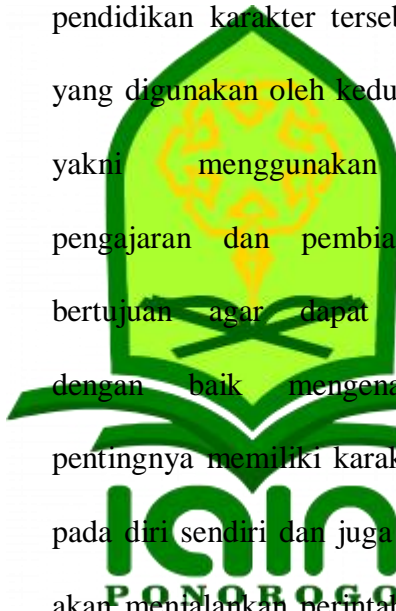 pendidikan karakter terseb
yang digunakan oleh kedu
yakni menggunakan
pengajaran dan pembia
bertujuan agar dapat
dengan baik mengena
pentingnya memiliki karak
pada diri sendiri dan juga
iain
PONOROGO
akan menjalankan perintah